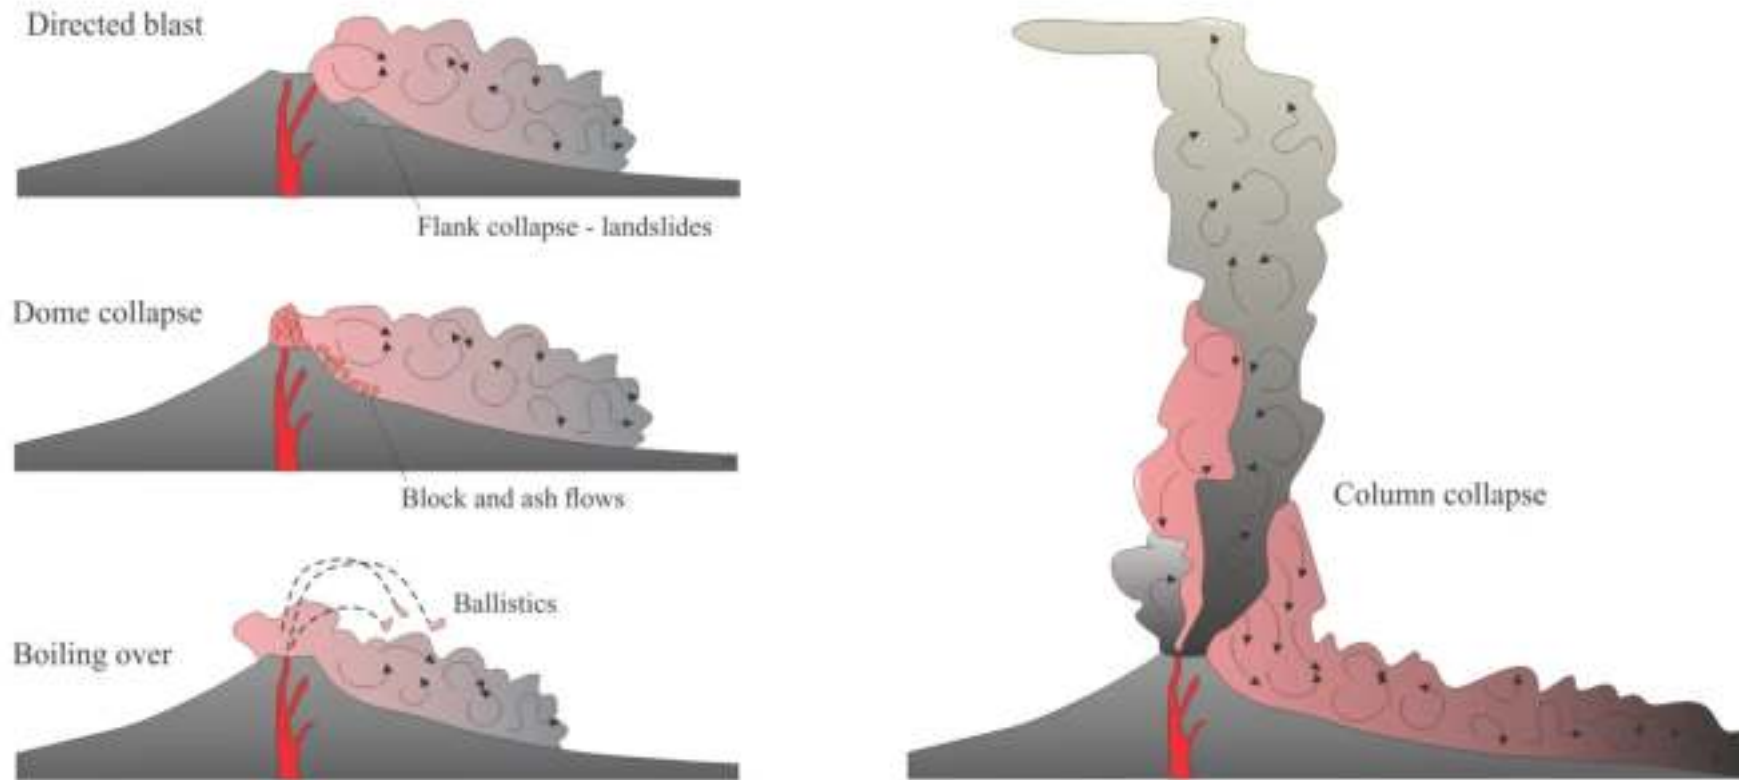 Directed blast
Flank collapse - landslides
Dome collapse
Block and ash flows
Ballistics
Boiling over
Column collapse